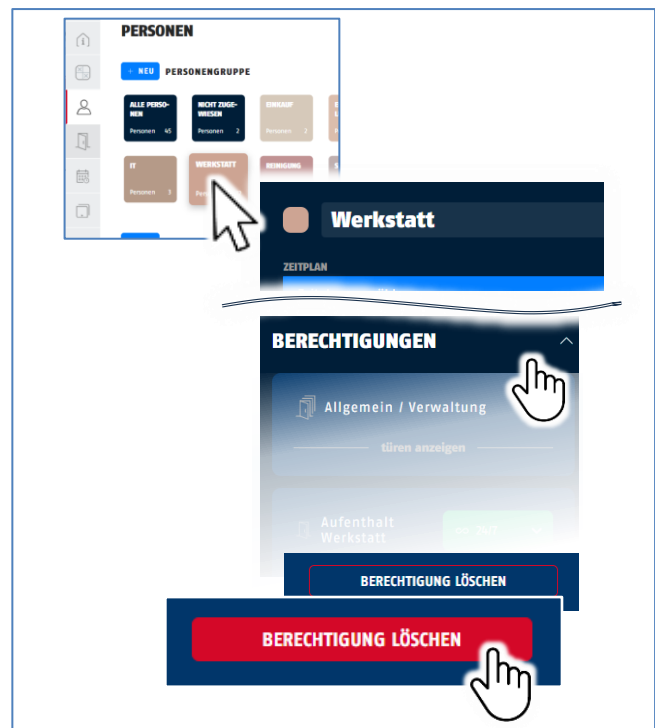 PERSONEN
+ NEU PERSONENGRUPPE
ALLE PERSO-
NEN
Personen 45
NICHT ZUGE-
WIESEN
Personen 2
EINKAUF
Personen 2
IT
Personen 3
WERKSTATT
REINIGUNG
Werkstatt
ZEITPLAN
BERECHTIGUNGEN
Allgemein / Verwaltung
türen anzeigen
Aufenthalt
Werkstatt
BERECHTIGUNG LÖSCHEN
BERECHTIGUNG LÖSCHEN